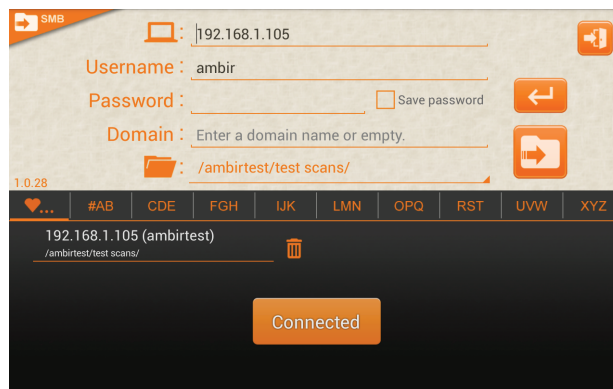 SMB
: 192.168.1.105
Username : ambir
Password : Save password
Domain : Enter a domain name or empty.
: /ambirtest/test scans/
1.0.28
... #AB CDE FGH IJK LMN OPQ RST UVW XYZ
192.168.1.105 (ambirtest)
/ambirtest/test scans/
Connected